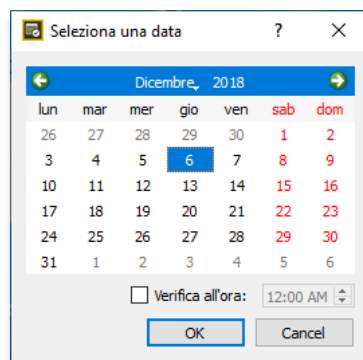 Seleziona una data ?
Dicembre, 2018
lun mar mer gio ven sab dom
26 27 28 29 30 1 2
3 4 5 6 7 8 9
10 11 12 13 14 15 16
17 18 19 20 21 22 23
24 25 26 27 28 29 30
31 1 2 3 4 5 6
Verifica all'ora: 12:00 AM
OK Cancel